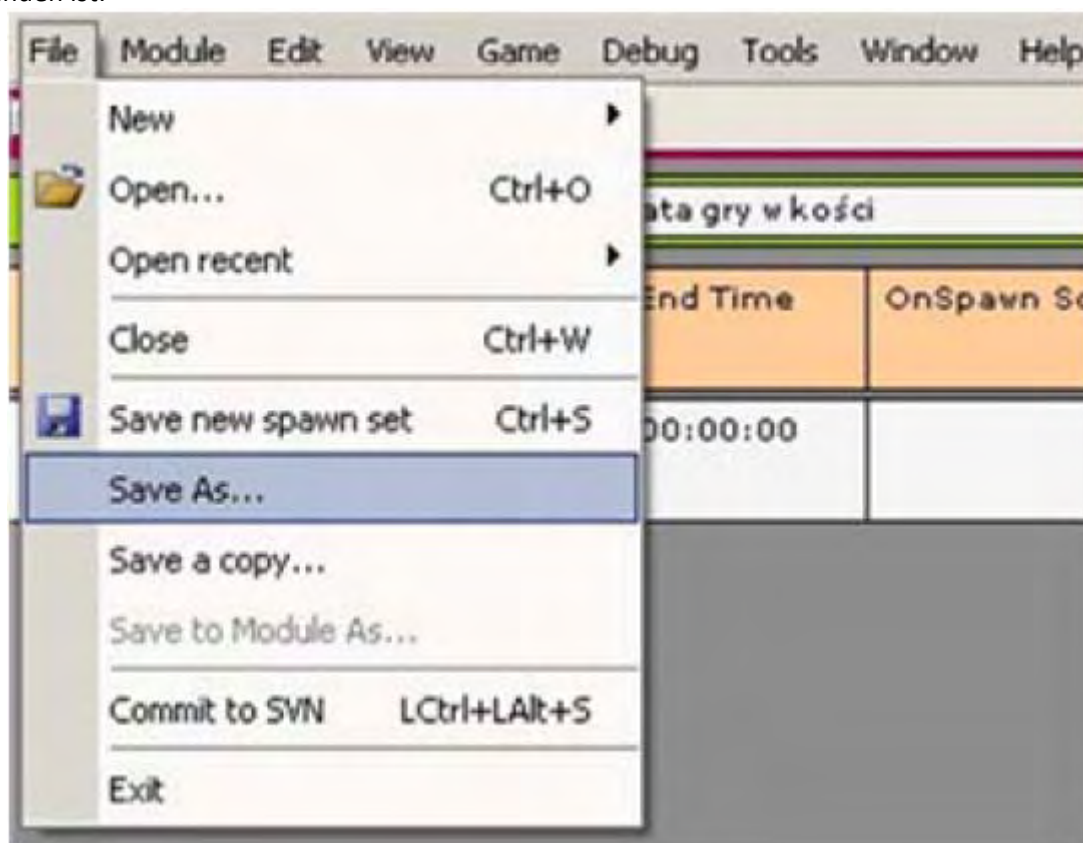 File Module Edit View Game Debug Tools Window Help
New
Open... Ctrl+O
ata gry w kości
Open recent
End Time OnSpawn
Close Ctrl+W
Save new spawn set Ctrl+S
00:00:00
Save As...
Save a copy...
Save to Module As...
Commit to SVN LCtrl+LAlt+S
Exit